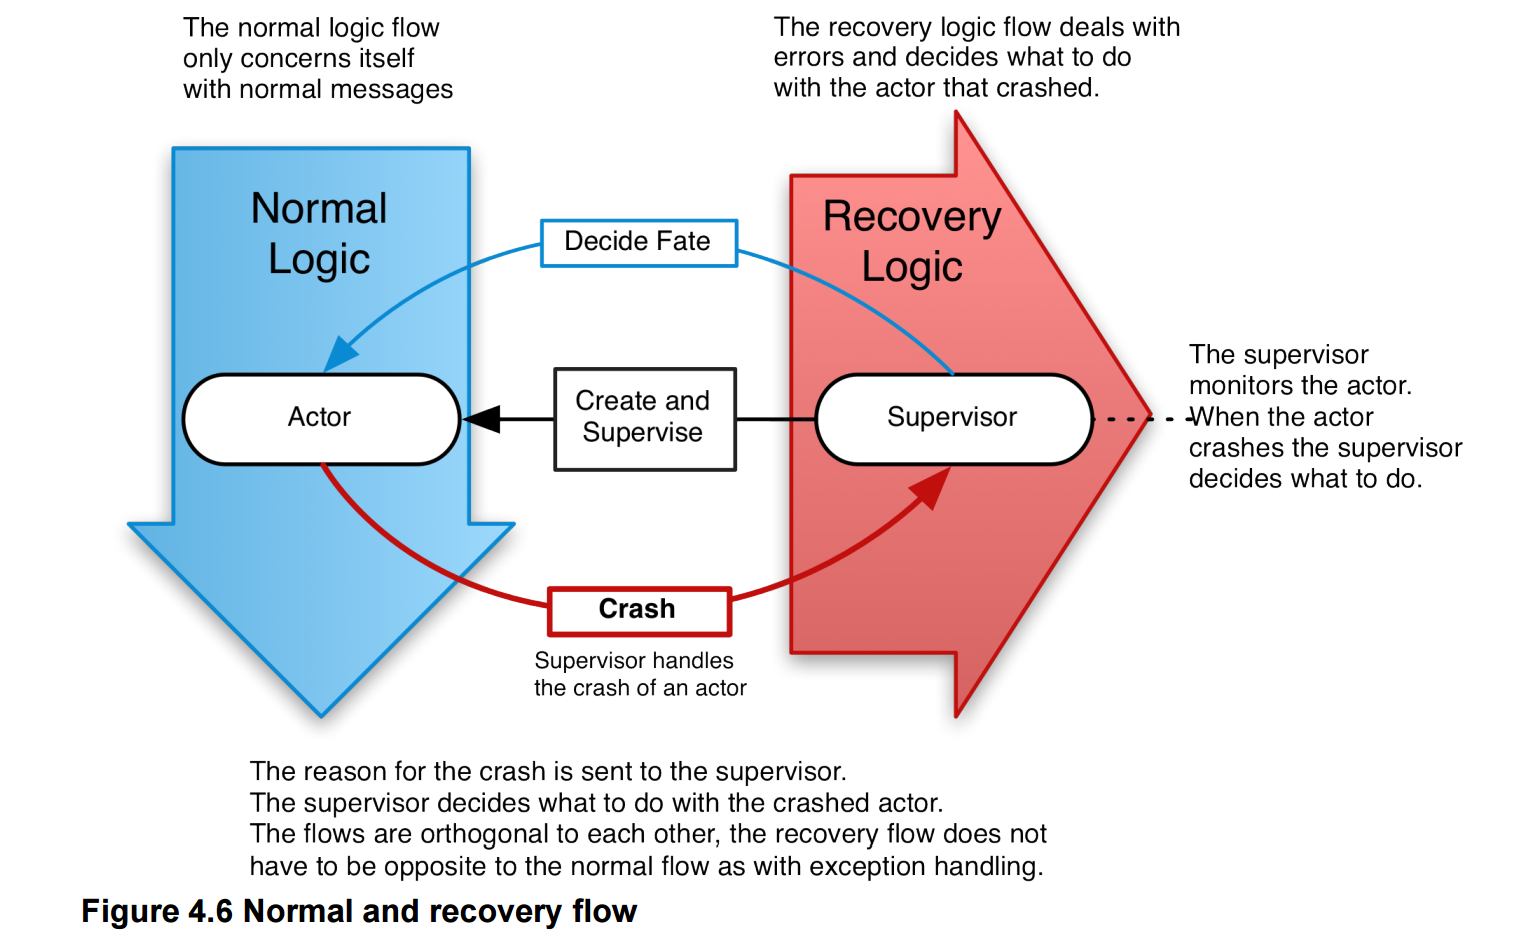 The normal logic flow
only concerns itself
with normal messages
The recovery logic flow deals with
errors and decides what to do
with the actor that crashed.
Normal
Logic
Decide Fate
Recovery
Logic
Actor
Create and
Supervise
Supervisor
The supervisor
monitors the actor.
When the actor
crashes the supervisor
decides what to do.
Crash
Supervisor handles
the crash of an actor
The reason for the crash is sent to the supervisor.
The supervisor decides what to do with the crashed actor.
The flows are orthogonal to each other, the recovery flow does not
have to be opposite to the normal flow as with exception handling.
Figure 4.6 Normal and recovery flow